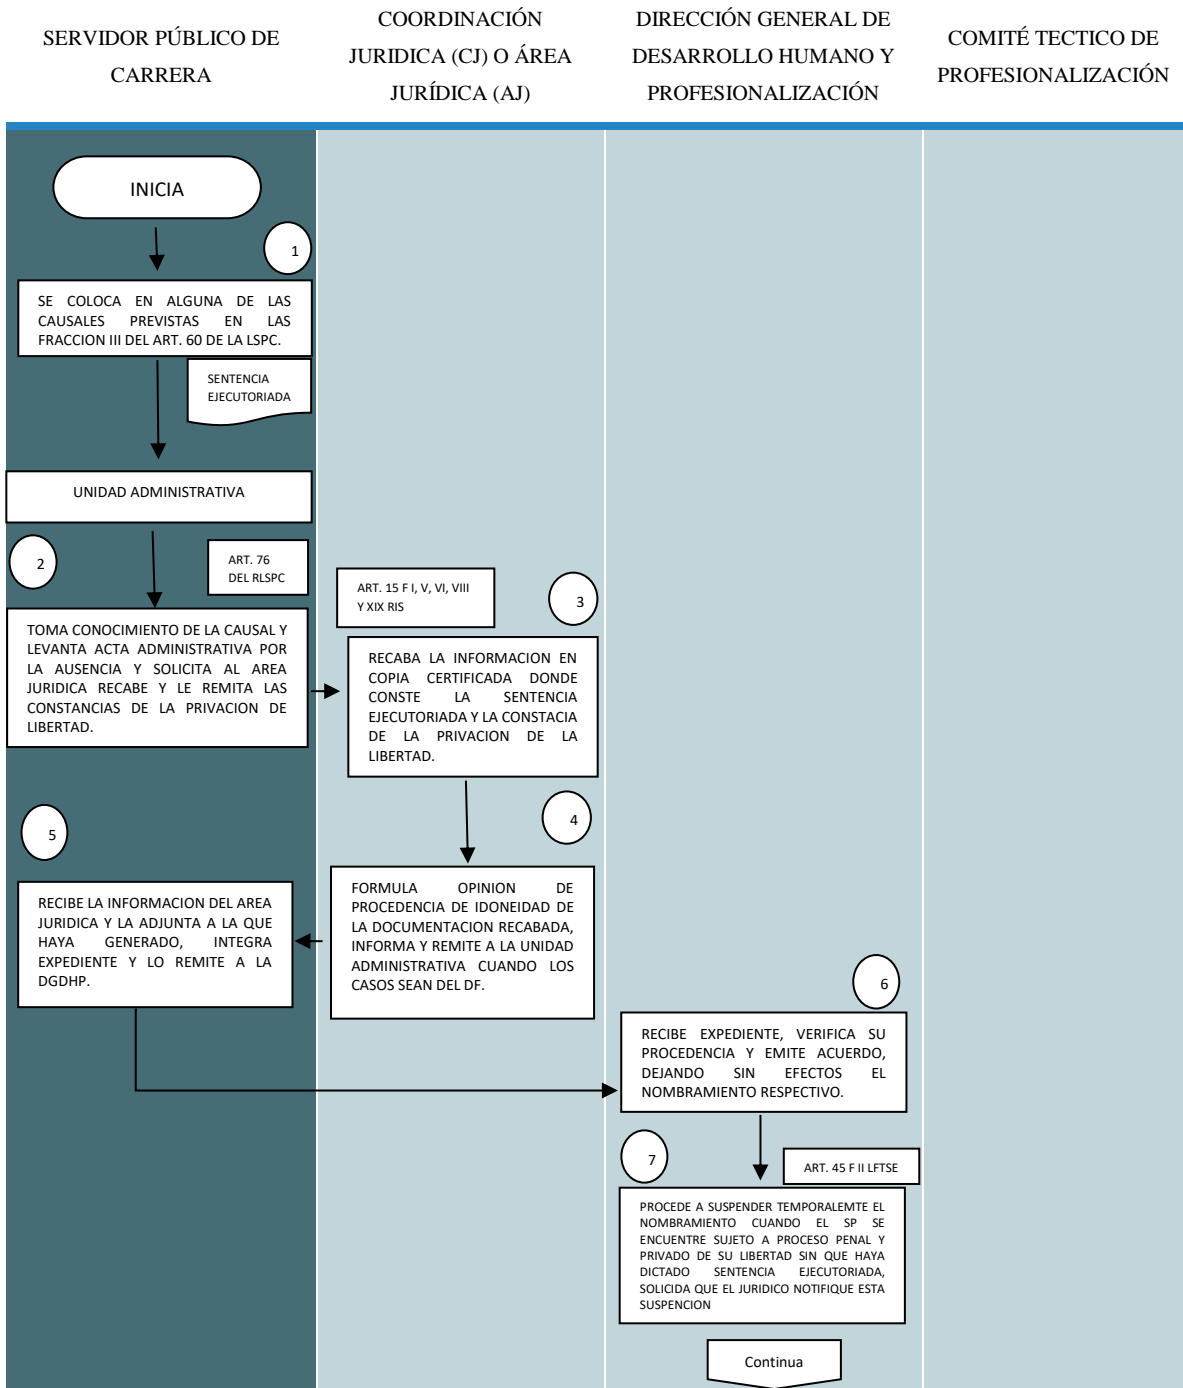 SERVIDOR PÚBLICO DE
CARRERA
COORDINACIÓN
JURIDICA (CJ) O ÁREA
JURÍDICA (AJ)
DIRECCIÓN GENERAL DE
DESARROLLO HUMANO Y
PROFESIONALIZACIÓN
COMITÉ TECTICO DE
PROFESIONALIZACIÓN
INICIA
1
SE COLOCA EN ALGUNA DE LAS
CAUSALES PREVISTAS EN LAS
FRACCION III DEL ART. 60 DE LA LSPC.
SENTENCIA
EJECUTORIADA
UNIDAD ADMINISTRATIVA
2
ART. 76
DEL RLSPC
TOMA CONOCIMIENTO DE LA CAUSAL Y
LEVANTA ACTA ADMINISTRATIVA POR
LA AUSENCIA Y SOLICITA AL AREA
JURIDICA RECABE Y LE REMITA LAS
CONSTANCIAS DE LA PRIVACION DE
LIBERTAD.
ART. 15 F I, V, VI, VIII
Y XIX RIS
3
RECABA LA INFORMACION EN
COPIA CERTIFICADA DONDE
CONSTE LA SENTENCIA
EJECUTORIADA Y LA CONSTACIA
DE LA PRIVACION DE LA
LIBERTAD.
4
FORMULA OPINION DE
PROCEDENCIA DE IDONEIDAD DE
LA DOCUMENTACION RECABADA,
INFORMA Y REMITE A LA UNIDAD
ADMINISTRATIVA CUANDO LOS
CASOS SEAN DEL DF.
5
RECIBE LA INFORMACION DEL AREA
JURIDICA Y LA ADJUNTA A LA QUE
HAYA GENERADO, INTEGRA
EXPEDIENTE Y LO REMITE A LA
DGDHP.
6
RECIBE EXPEDIENTE, VERIFICA SU
PROCEDENCIA Y EMITE ACUERDO,
DEJANDO SIN EFECTOS EL
NOMBRAMIENTO RESPECTIVO.
7
ART. 45 F II LFTSE
PROCEDE A SUSPENDER TEMPORALEMTE EL
NOMBRAMIENTO CUANDO EL SP SE
ENCUENTRE SUJETO A PROCESO PENAL Y
PRIVADO DE SU LIBERTAD SIN QUE HAYA
DICTADO SENTENCIA EJECUTORIADA,
SOLICIDA QUE EL JURIDICO NOTIFIQUE ESTA
SUSPENCION
Continua